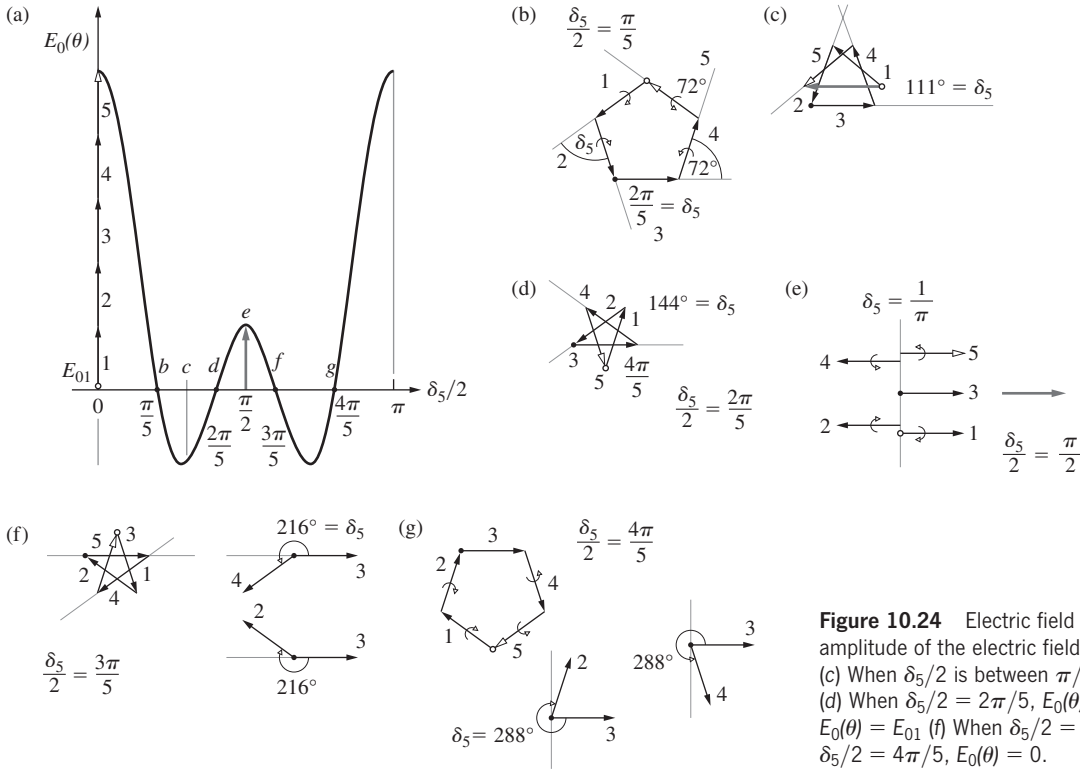 (a)
E₀(θ)
5
4
3
2
1
E₀₁
0
b
c
d
e
f
g
δ₅/2
π/5
2π/5
π/2
3π/5
4π/5
π
(b)
δ₅/2 = π/5
1
5
72°
δ₅
4
2
72°
2π/5 = δ₅
3
(c)
5
4
1
111° = δ₅
2
3
(d)
4
2
144° = δ₅
1
3
5
4π/5
δ₅/2 = 2π/5
(e)
δ₅ = 1/π
4
5
3
2
1
δ₅/2 = π/2
(f)
5
3
2
1
4
δ₅/2 = 3π/5
216° = δ₅
4
3
2
3
216°
(g)
3
δ₅/2 = 4π/5
2
4
1
5
2
δ₅= 288°
3
3
288°
4
Figure 10.24 Electric field
amplitude of the electric field
(c) When δ₅/2 is between π/
(d) When δ₅/2 = 2π/5, E₀(θ)
E₀(θ) = E₀₁ (f) When δ₅/2 =
δ₅/2 = 4π/5, E₀(θ) = 0.